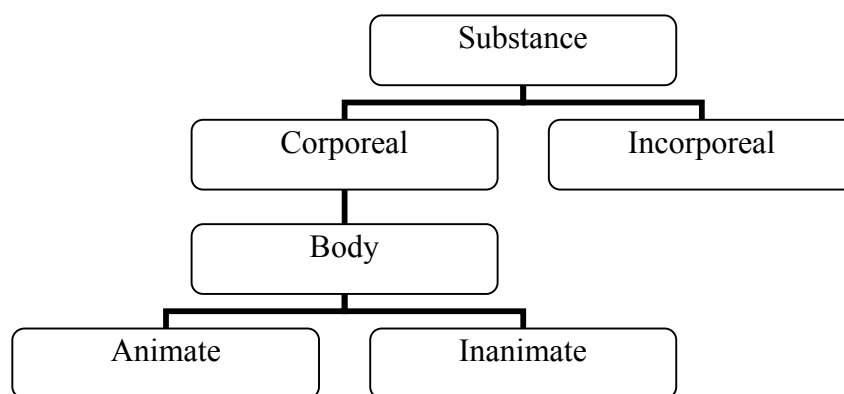 Substance
Corporeal
Incorporeal
Body
Animate
Inanimate